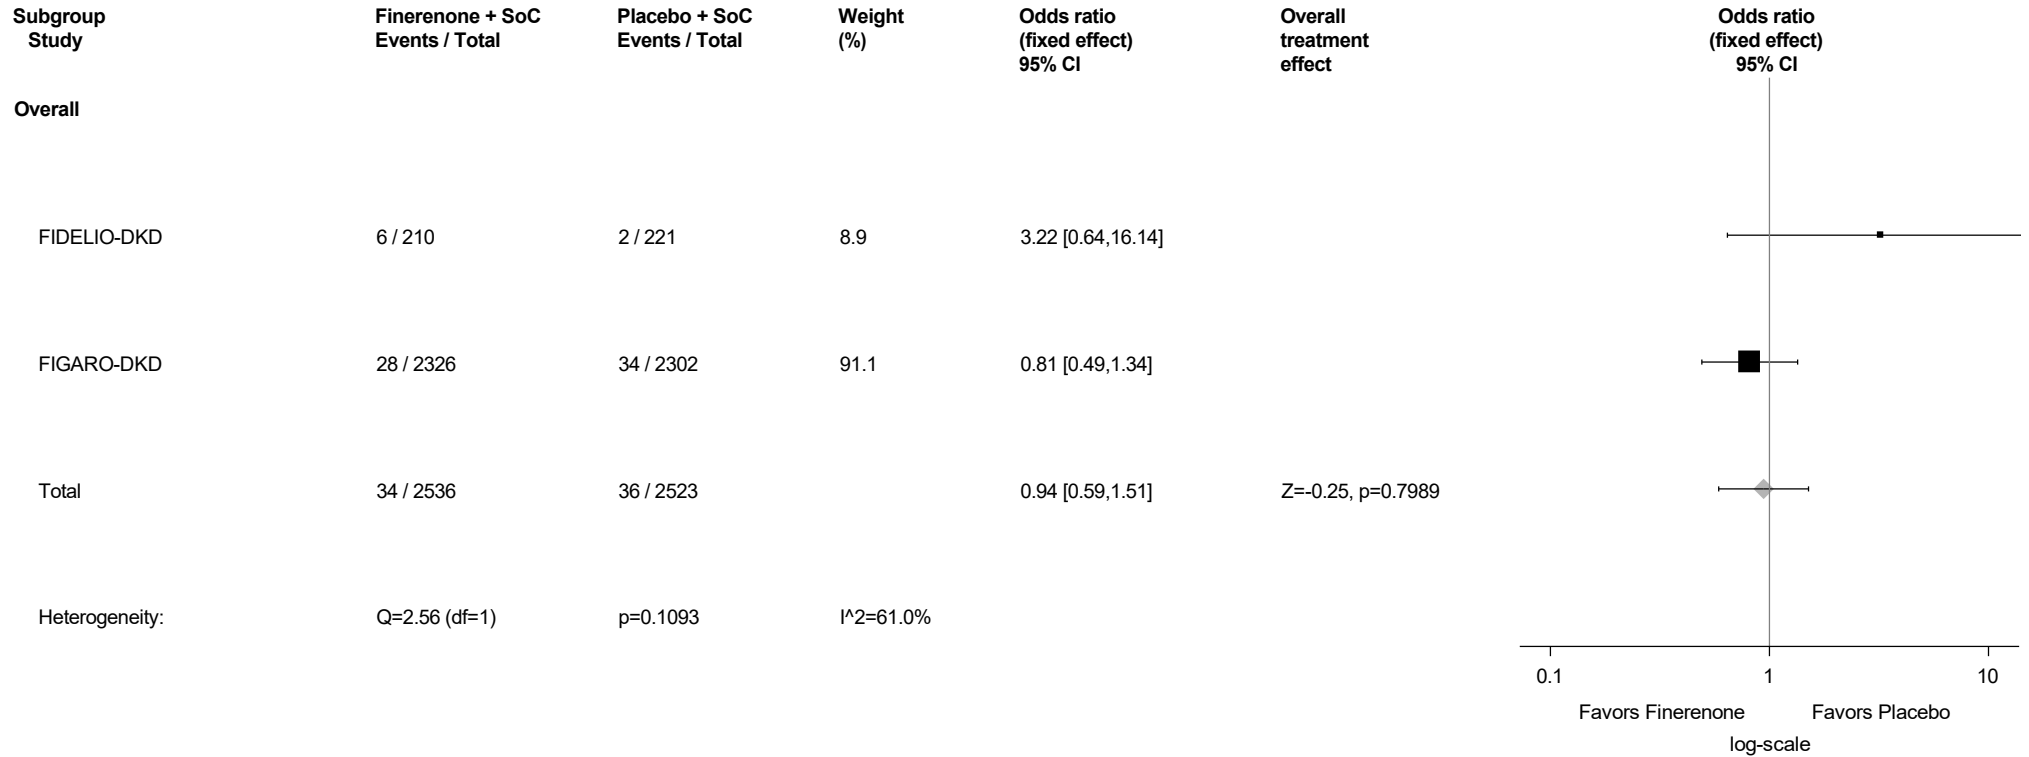 Subgroup Finerenone + SoC Placebo + SoC Weight Odds ratio Overall Odds ratio
Study Events / Total Events / Total (%) (fixed effect) treatment (fixed effect)
95% CI effect 95% CI
Overall
FIDELIO-DKD 6 / 210 2 / 221 8.9 3.22 [0.64,16.14]
FIGARO-DKD 28 / 2326 34 / 2302 91.1 0.81 [0.49,1.34]
Total 34 / 2536 36 / 2523 0.94 [0.59,1.51] Z=-0.25, p=0.7989
Heterogeneity: Q=2.56 (df=1) p=0.1093 I^2=61.0%
0.1 1 10
Favors Finerenone Favors Placebo
log-scale